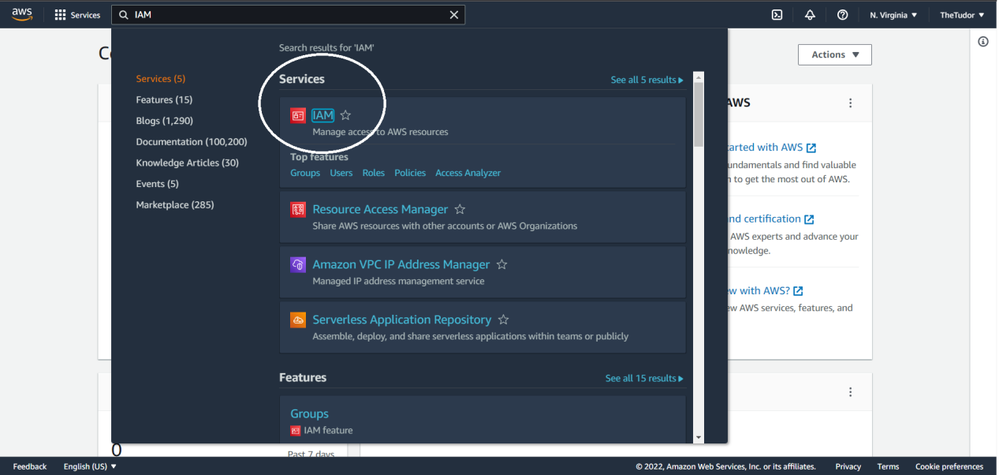 aws Services IAM N. Virginia TheTudor
Search results for 'IAM'
Services (5)
Features (15)
Blogs (1,290)
Documentation (100,200)
Knowledge Articles (30)
Events (5)
Marketplace (285)
Services See all 5 results
IAM
Manage access to AWS resources
Top features
Groups Users Roles Policies Access Analyzer
Resource Access Manager
Share AWS resources with other accounts or AWS Organizations
Amazon VPC IP Address Manager
Managed IP address management service
Serverless Application Repository
Assemble, deploy, and share serverless applications within teams or publicly
Features See all 15 results
Groups
IAM feature
Actions
AWS
with AWS
and find valuable
to get the most out of AWS.
certification
AWS experts and advance your
with AWS?
AWS services, features, and
0
Past 7 days
Feedback English (US) © 2022, Amazon Web Services, Inc. or its affiliates. Privacy Terms Cookie preferences